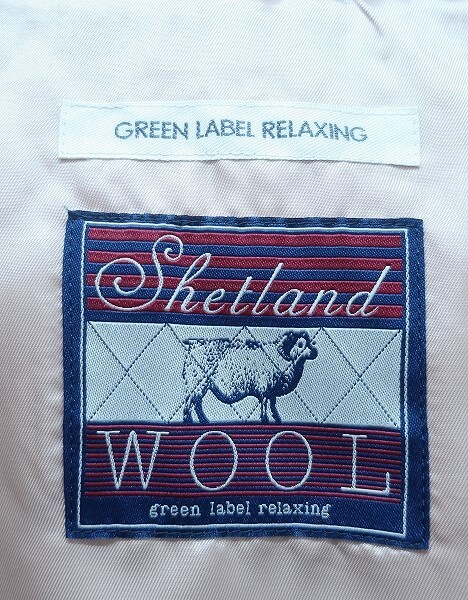 GREEN LABEL RELAXING
Shetland
WOOL
green label relaxing